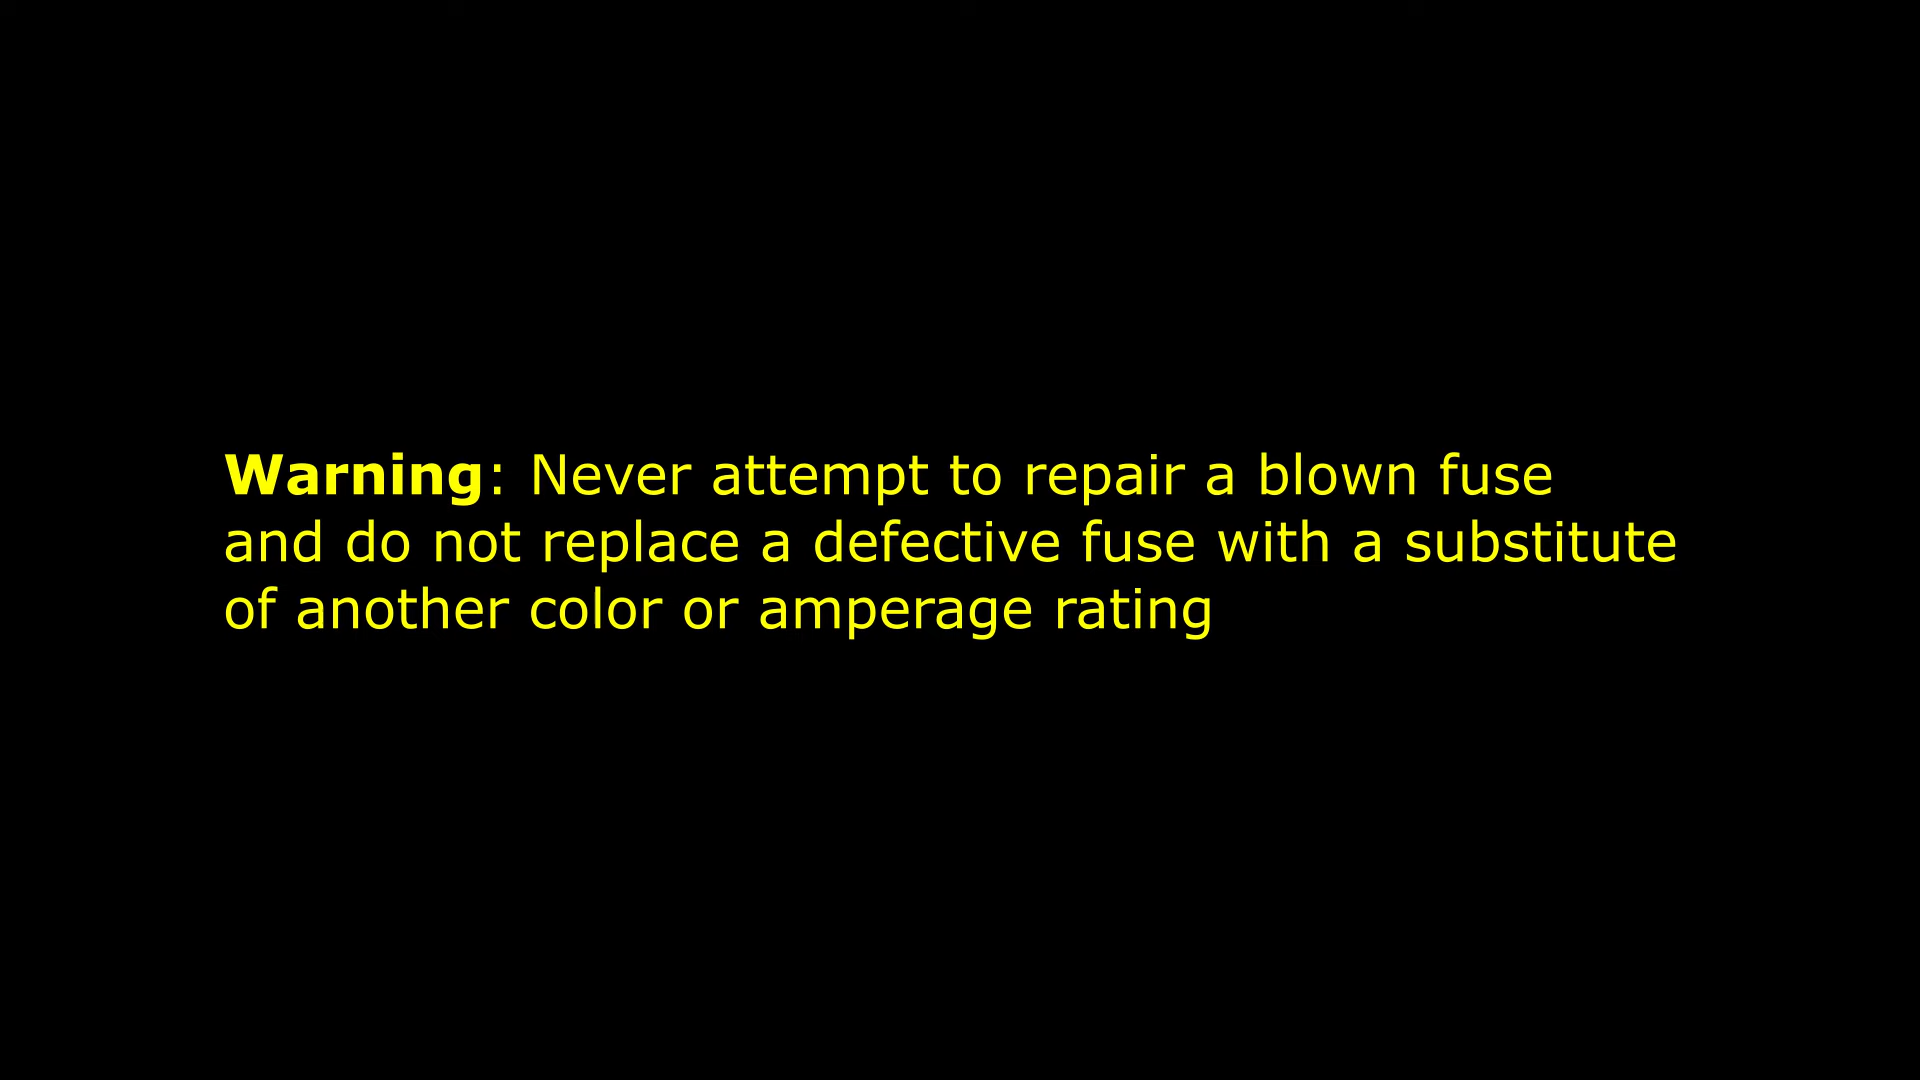 Warning: Never attempt to repair a blown fuse
and do not replace a defective fuse with a substitute
of another color or amperage rating